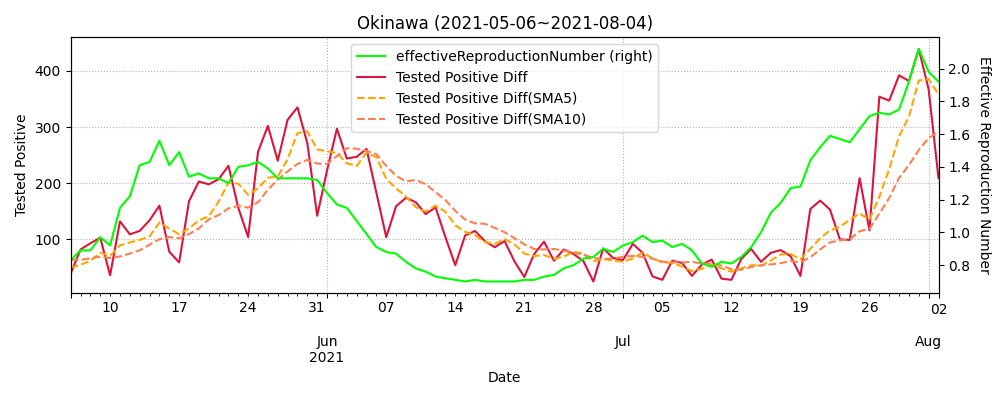 Okinawa (2021-05-06~2021-08-04)
effectiveReproductionNumber (right)
Tested Positive Diff
Tested Positive Diff(SMA5)
Tested Positive Diff(SMA10)
Tested Positive
400
300
200
100
Effective Reproduction Number
2.0
1.8
1.6
1.4
1.2
1.0
0.8
10 17 24 31 07 14 21 28 05 12 19 26 02
Jun Jul Aug
2021
Date